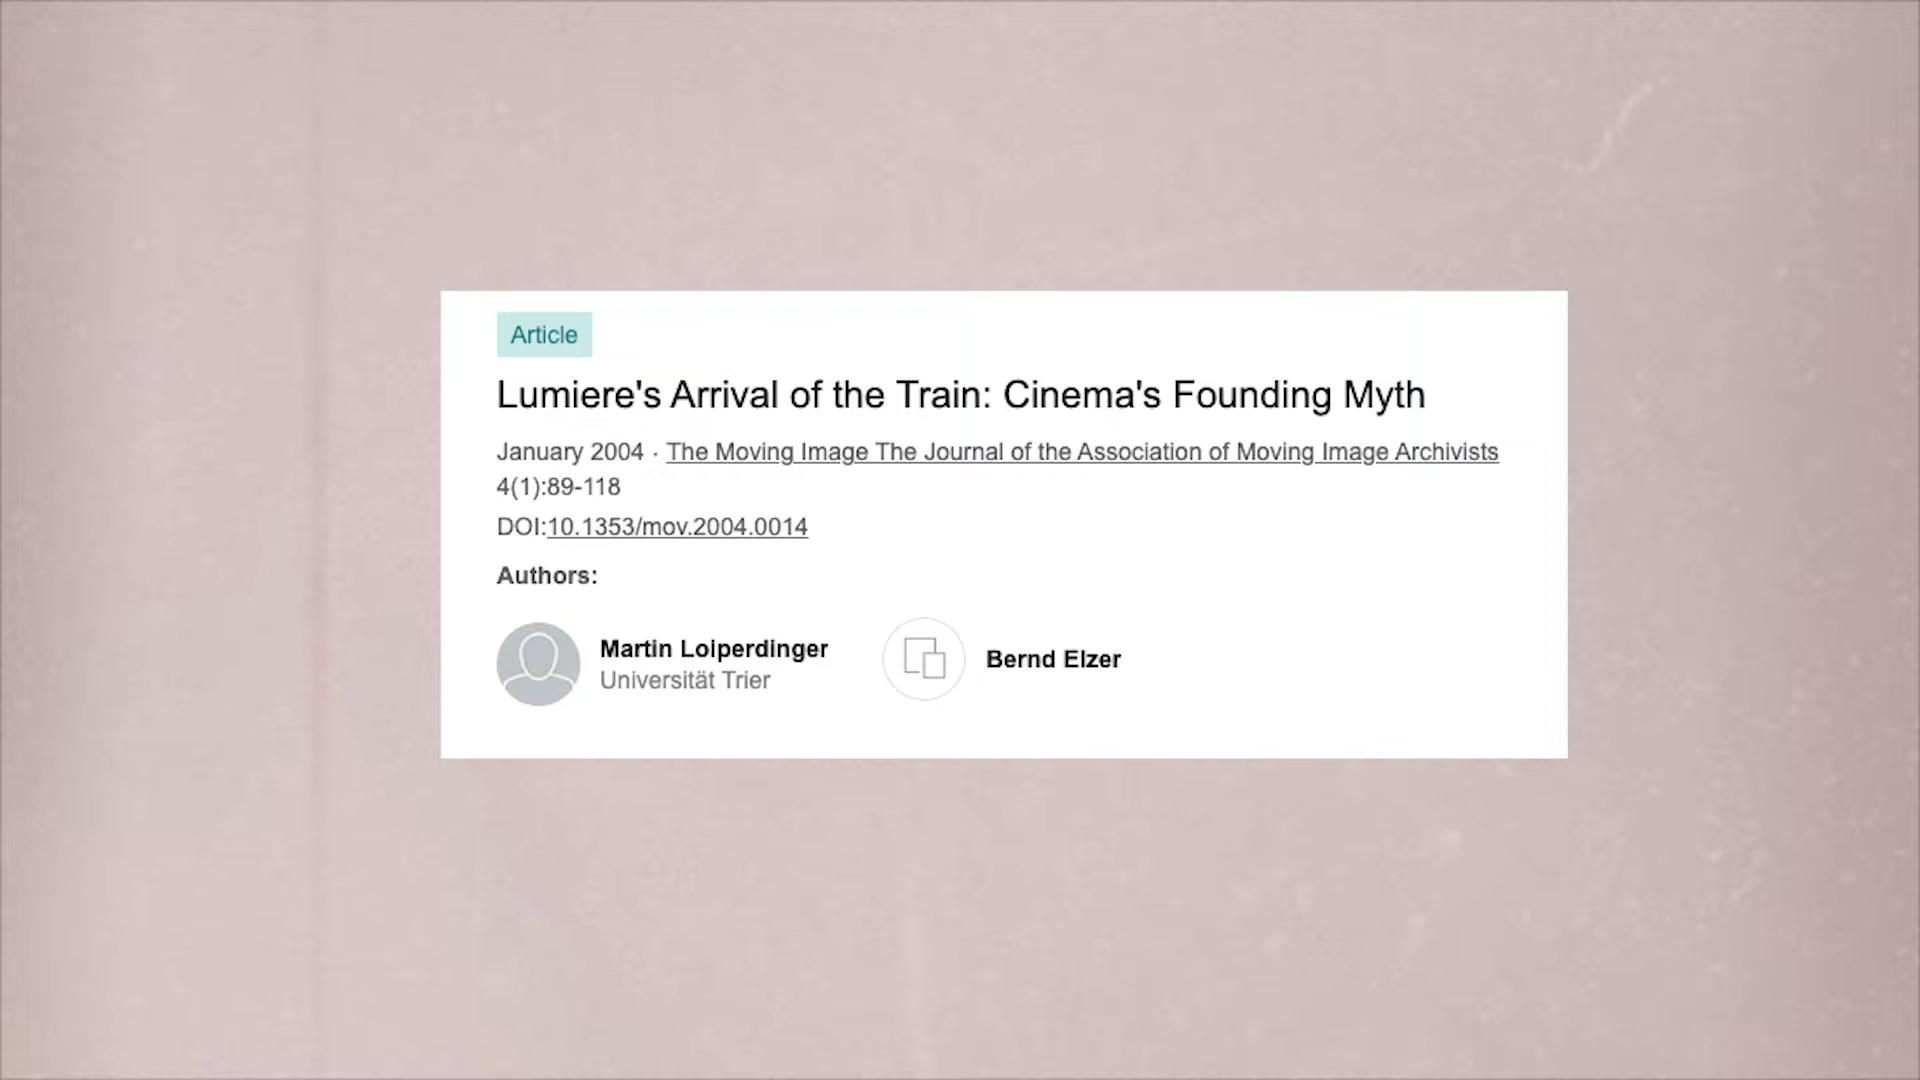 Article
Lumiere's Arrival of the Train: Cinema's Founding Myth
January 2004 · The Moving Image The Journal of the Association of Moving Image Archivists
4(1):89-118
DOI:10.1353/mov.2004.0014
Authors:
Martin Loiperdinger
Universität Trier
Bernd Elzer